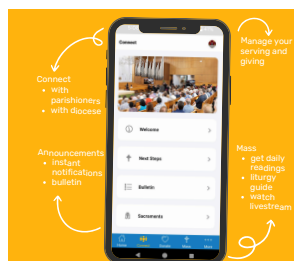 Connect
Manage your
serving and
giving
Connect
• with
parishioners
• with diocese
Welcome
Announcements
• instant
notifications
• bulletin
Next Steps
Mass
• get daily
readings
• liturgy
guide
• watch
livestream
Bulletin
Sacraments
Home
More